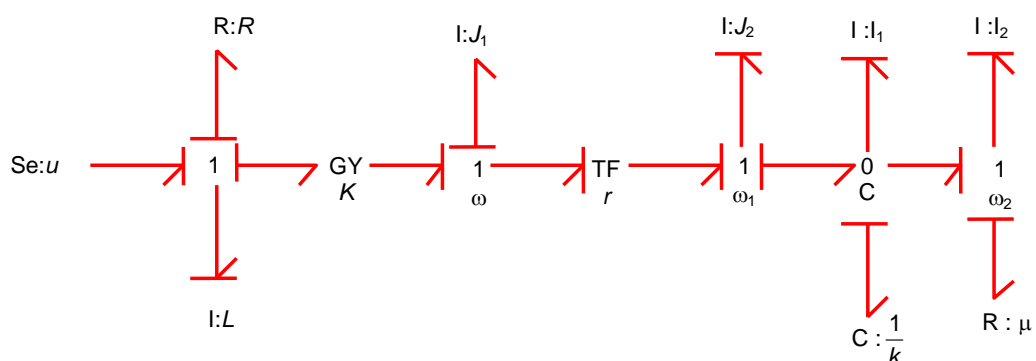 R:R
I:J₁
I:J₂
I :I₁
I :I₂
Se:u
1
GY
K
1
ω
TF
r
1
ω₁
0
C
1
ω₂
I:L
C : 1/k
R : μ